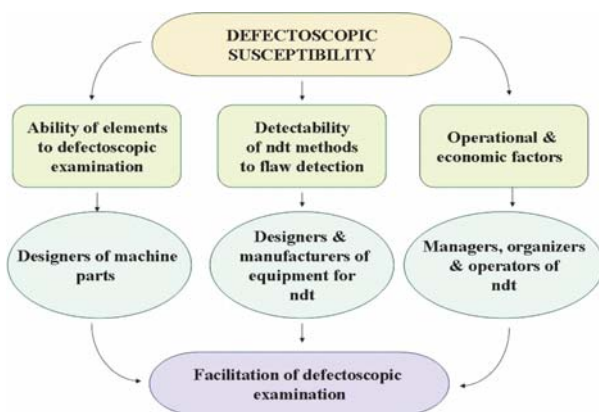 DEFECTOSCOPIC
SUSCEPTIBILITY
Ability of elements
to defectoscopic
examination
Detectability
of ndt methods
to flaw detection
Operational &
economic factors
Designers of machine
parts
Designers &
manufacturers of
equipment for
ndt
Managers, organizers
& operators of
ndt
Facilitation of defectoscopic
examination